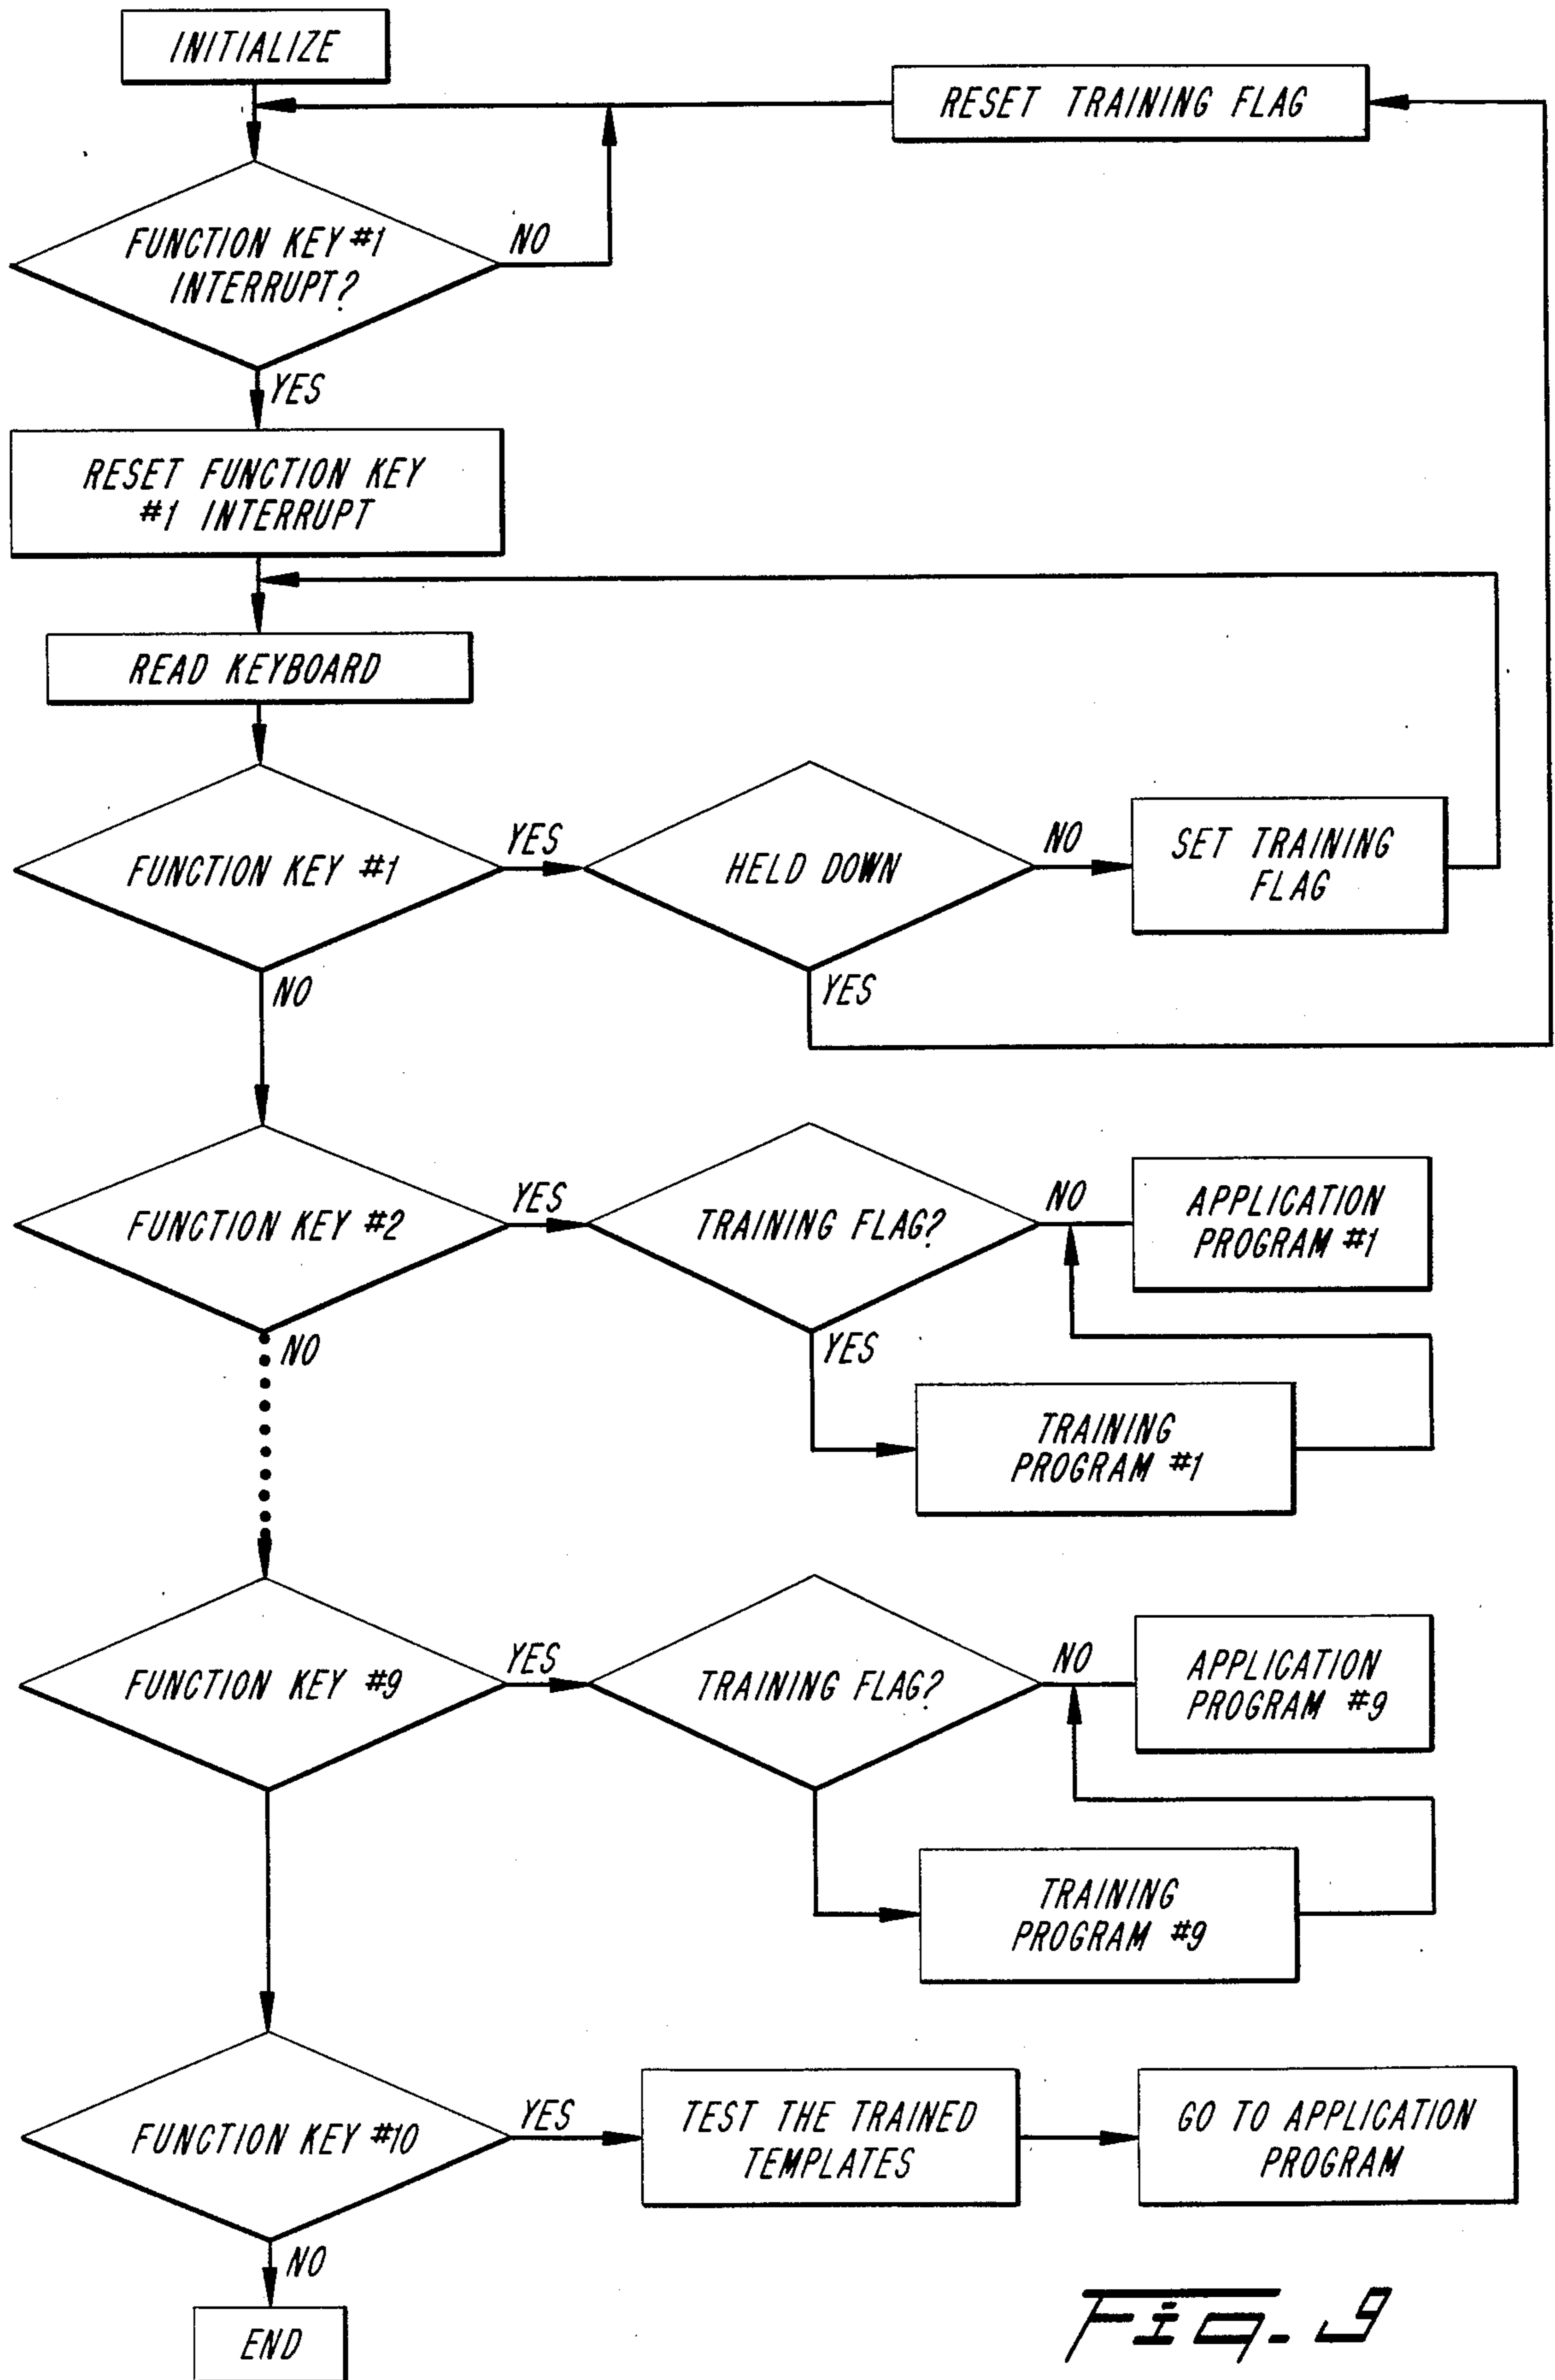 INITIALIZE
RESET TRAINING FLAG
FUNCTION KEY #1
INTERRUPT?
NO
YES
RESET FUNCTION KEY
#1 INTERRUPT
READ KEYBOARD
FUNCTION KEY #1
YES
HELD DOWN
NO
SET TRAINING
FLAG
NO
YES
FUNCTION KEY #2
YES
TRAINING FLAG?
NO
APPLICATION
PROGRAM #1
NO
YES
TRAINING
PROGRAM #1
FUNCTION KEY #9
YES
TRAINING FLAG?
NO
APPLICATION
PROGRAM #9
TRAINING
PROGRAM #9
FUNCTION KEY #10
YES
TEST THE TRAINED
TEMPLATES
GO TO APPLICATION
PROGRAM
NO
END
Fig. 9